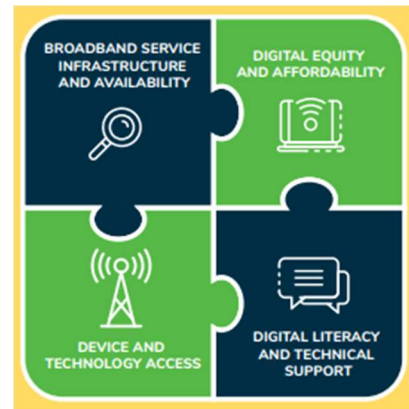 BROADBAND SERVICE
INFRASTRUCTURE
AND AVAILABILITY
DIGITAL EQUITY
AND AFFORDABILITY
DEVICE AND
TECHNOLOGY ACCESS
DIGITAL LITERACY
AND TECHNICAL
SUPPORT